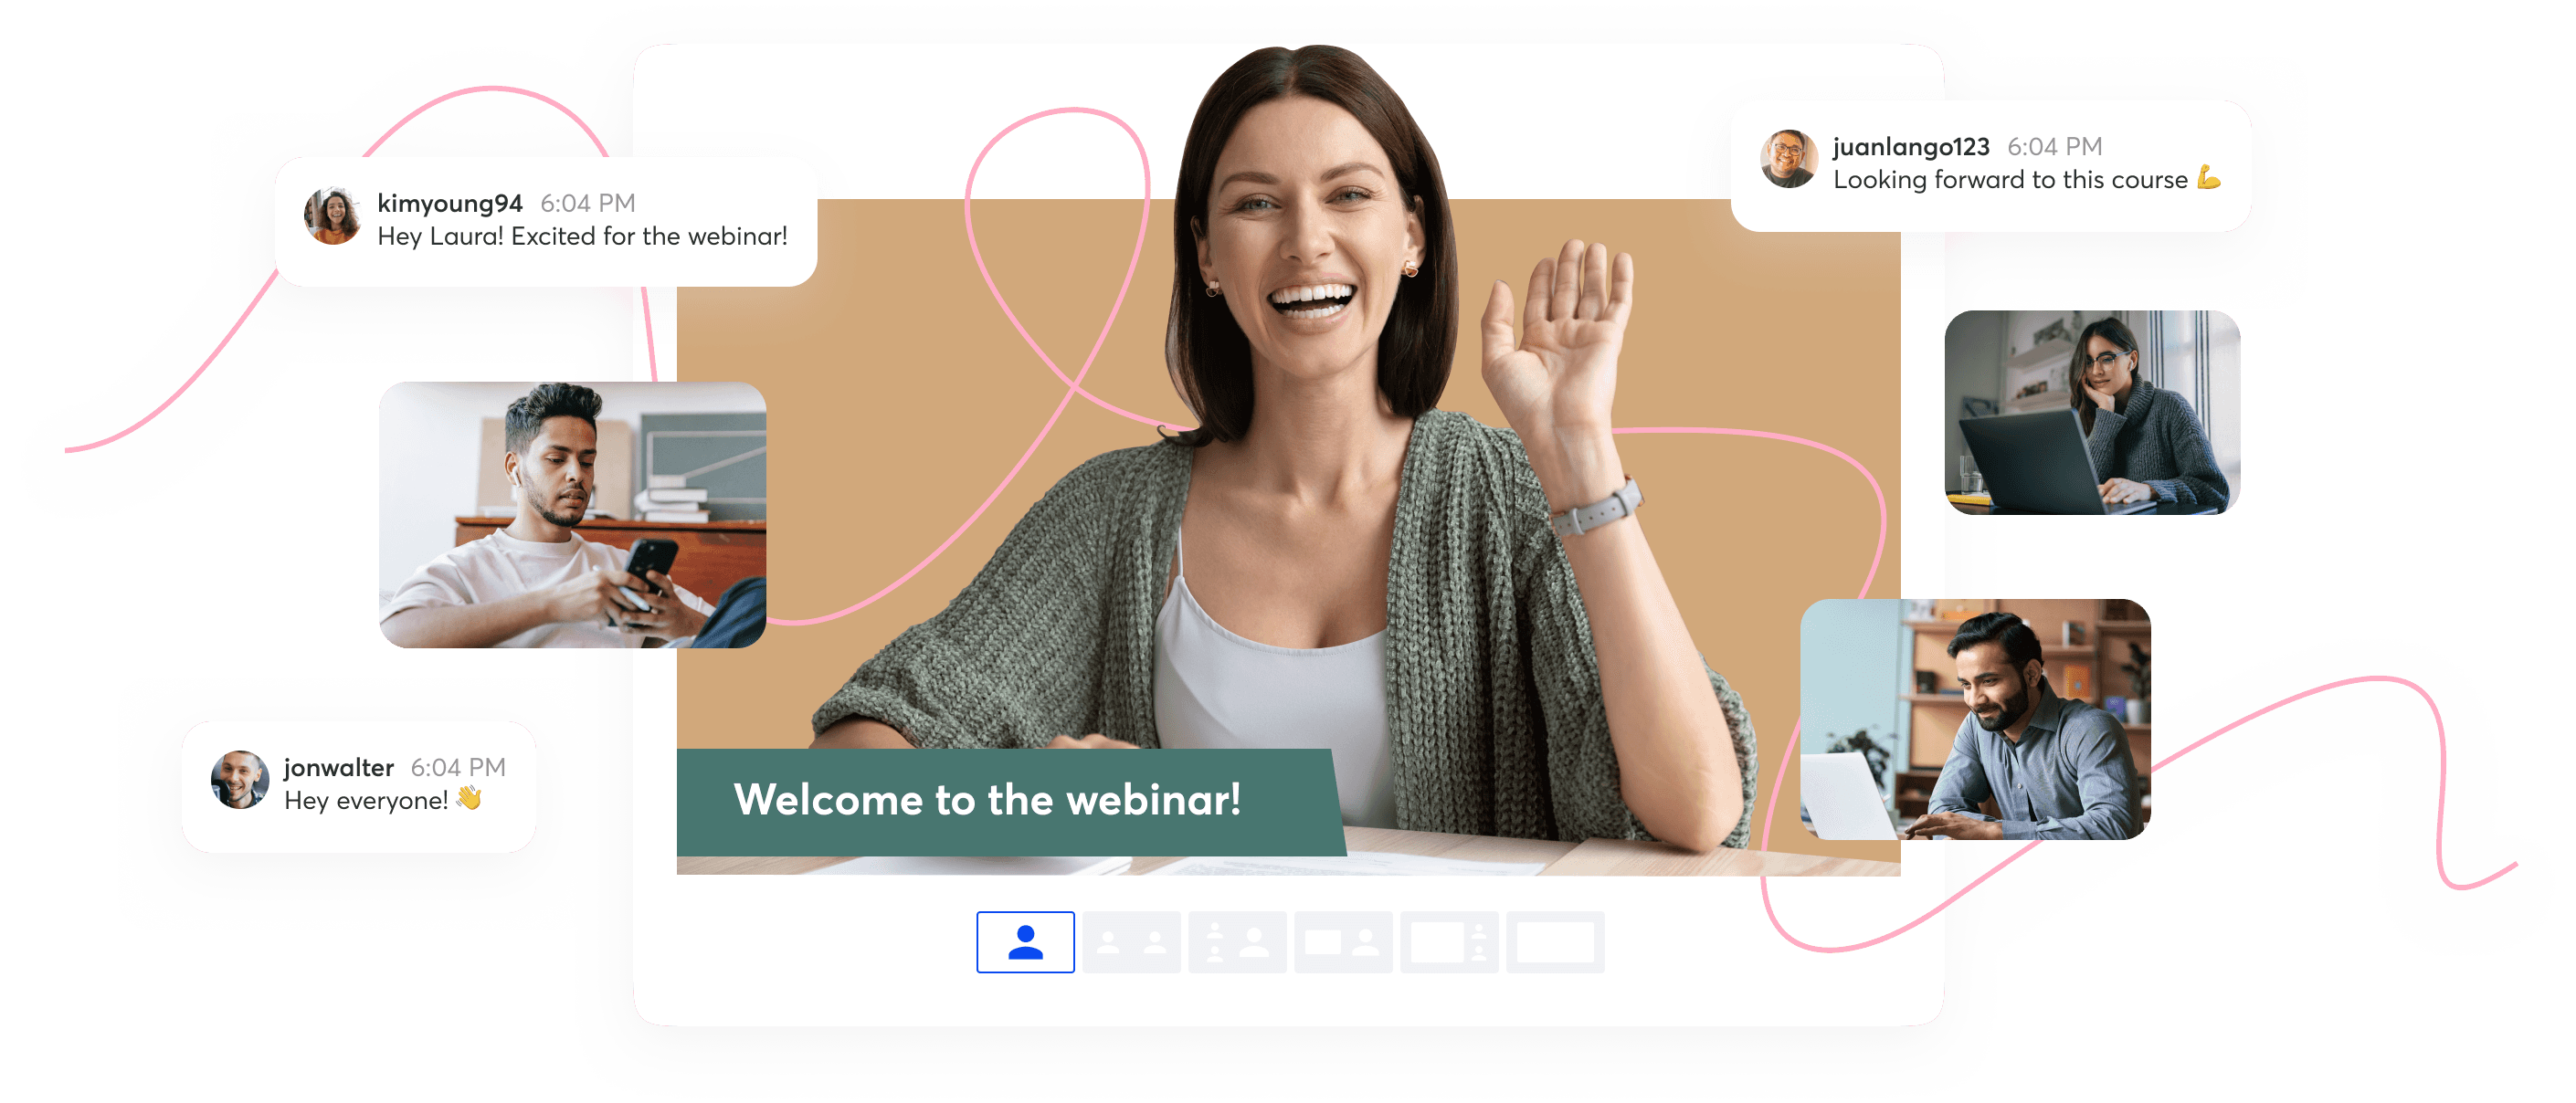 kimyoung94 6:04 PM
Hey Laura! Excited for the webinar!
juanlango123 6:04 PM
Looking forward to this course 💪
jonwalter 6:04 PM
Hey everyone! 👋
Welcome to the webinar!